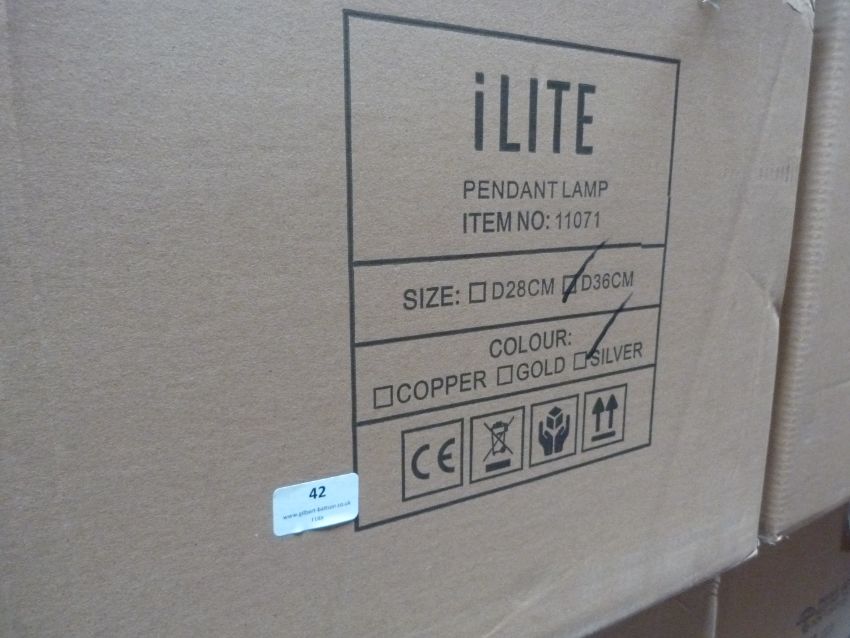 iLITE
PENDANT LAMP
ITEM NO: 11071
SIZE: D28CM D36CM
COLOUR:
COPPER GOLD SILVER
CE
42